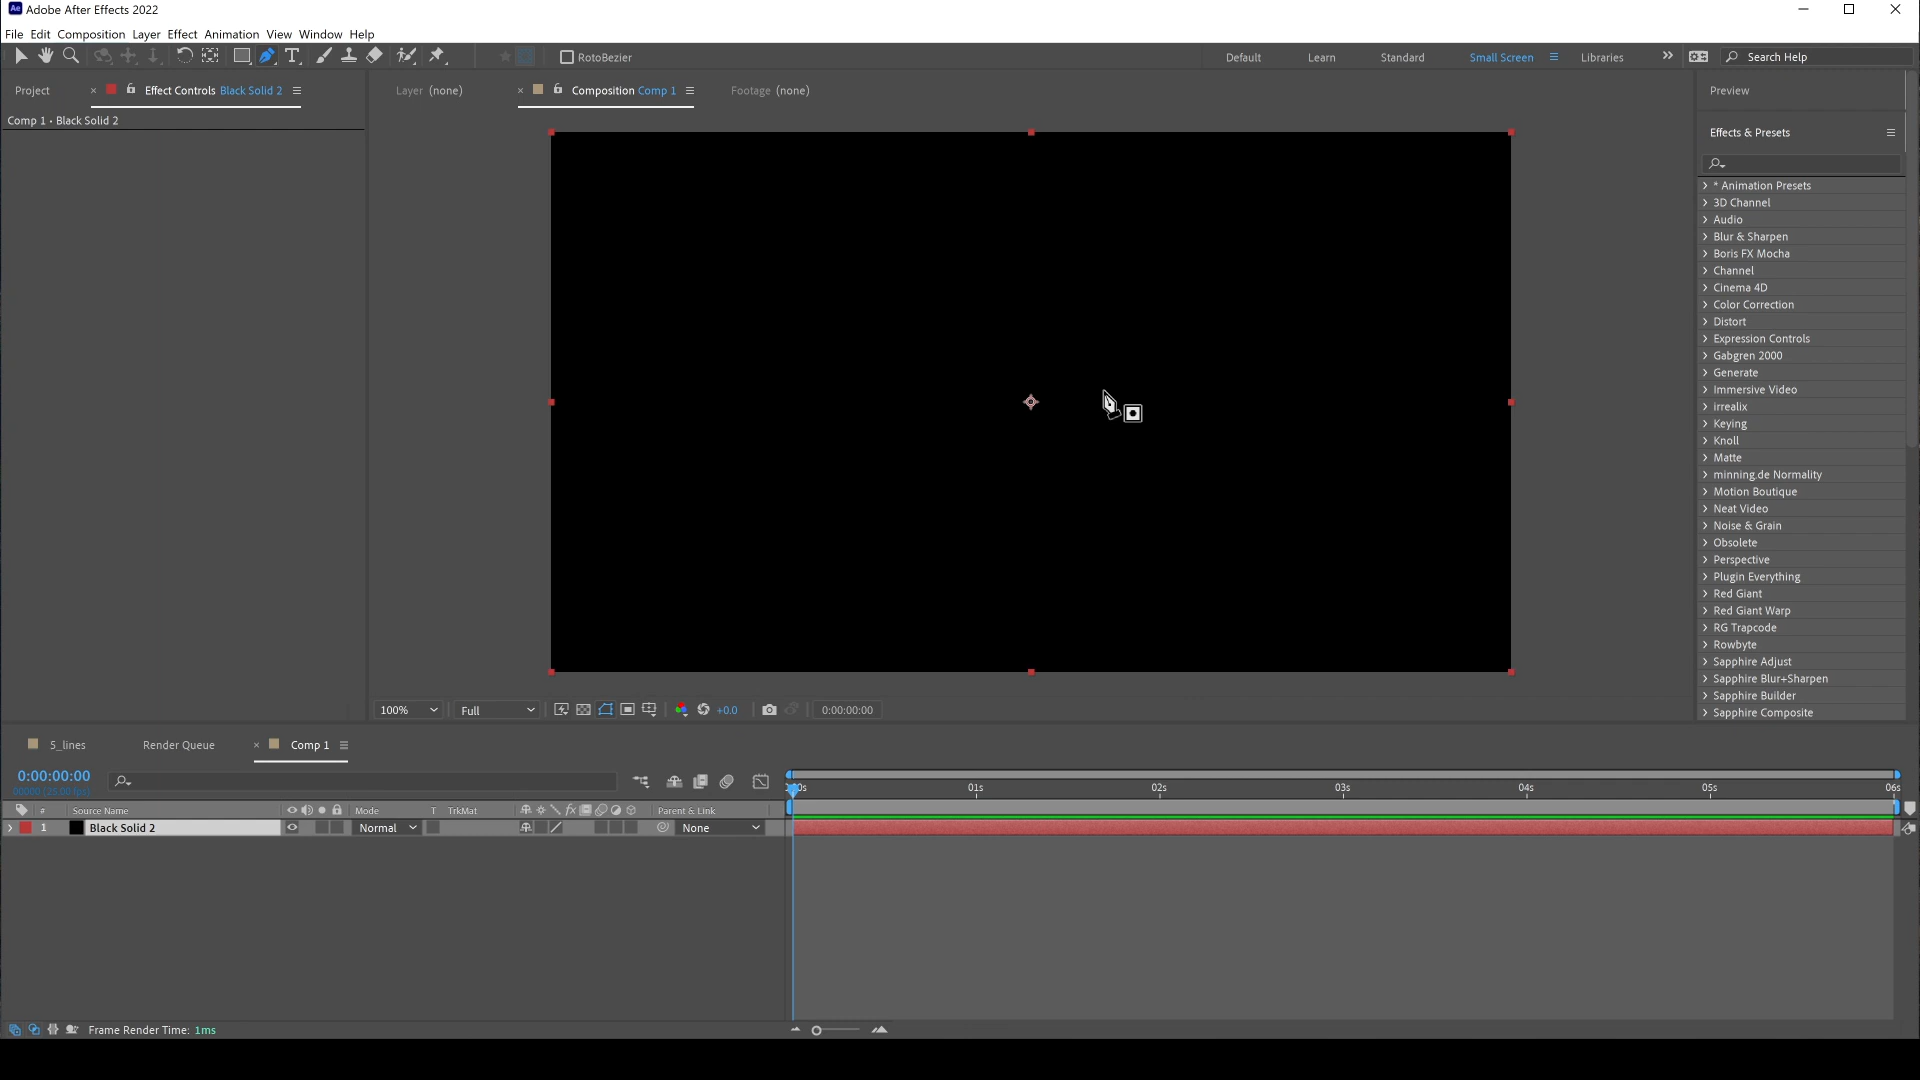 Ae Adobe After Effects 2022
File Edit Composition Layer Effect Animation View Window Help
RotoBezier
Default Learn Standard Small Screen Libraries Search Help
Project Effect Controls Black Solid 2
Layer (none) Composition Comp 1 Footage (none)
Preview
Comp 1 • Black Solid 2
Effects & Presets
* Animation Presets
3D Channel
Audio
Blur & Sharpen
Boris FX Mocha
Channel
Cinema 4D
Color Correction
Distort
Expression Controls
Gabgren 2000
Generate
Immersive Video
irrealix
Keying
Knoll
Matte
minning.de Normality
Motion Boutique
Neat Video
Noise & Grain
Obsolete
Perspective
Plugin Everything
Red Giant
Red Giant Warp
RG Trapcode
Rowbyte
Sapphire Adjust
Sapphire Blur+Sharpen
Sapphire Builder
Sapphire Composite
100% Full +0.0 0:00:00:00
5_lines Render Queue Comp 1
0:00:00:00
00000 (25.00 fps)
01s 02s 03s 04s 05s 06s
# Source Name Mode T TrkMat fx Parent & Link
1 Black Solid 2 Normal None
Frame Render Time: 1ms